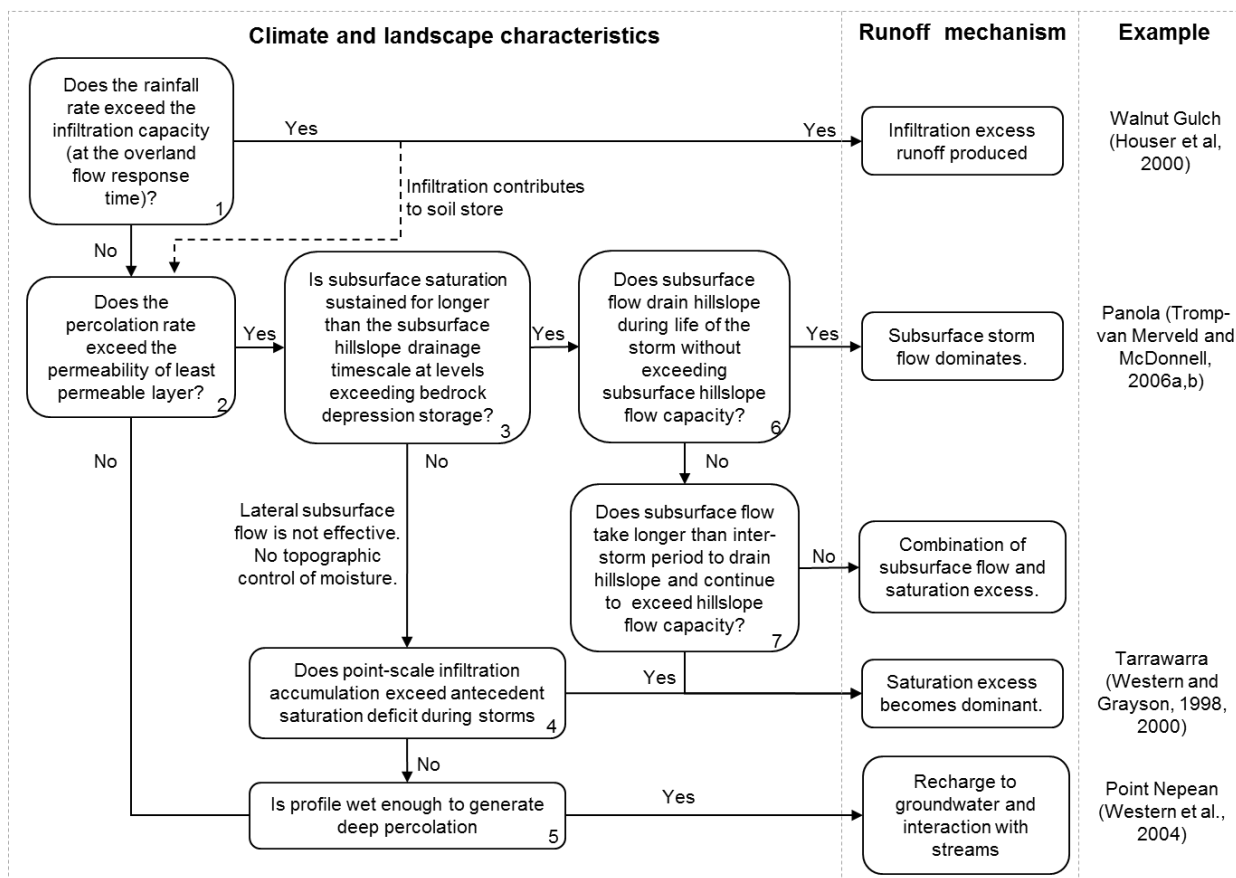 Climate and landscape characteristics
Runoff mechanism
Example
Does the rainfall
rate exceed the
infiltration capacity
(at the overland
flow response
time)?
1
Yes
Yes
Infiltration excess
runoff produced
Walnut Gulch
(Houser et al,
2000)
Infiltration contributes
to soil store
No
Does the
percolation rate
exceed the
permeability of least
permeable layer?
2
Yes
Is subsurface saturation
sustained for longer
than the subsurface
hillslope drainage
timescale at levels
exceeding bedrock
depression storage?
3
Yes
Does subsurface
flow drain hillslope
during life of the
storm without
exceeding
subsurface hillslope
flow capacity?
6
Yes
Subsurface storm
flow dominates.
Panola (Tromp-
van Merveld and
McDonnell,
2006a,b)
No
No
No
Lateral subsurface
flow is not effective.
No topographic
control of moisture.
Does subsurface flow
take longer than inter-
storm period to drain
hillslope and continue
to exceed hillslope
flow capacity?
7
No
Combination of
subsurface flow and
saturation excess.
Does point-scale infiltration
accumulation exceed antecedent
saturation deficit during storms
4
Yes
Saturation excess
becomes dominant.
Tarrawarra
(Western and
Grayson, 1998,
2000)
No
Is profile wet enough to generate
deep percolation
5
Yes
Recharge to
groundwater and
interaction with
streams
Point Nepean
(Western et al.,
2004)